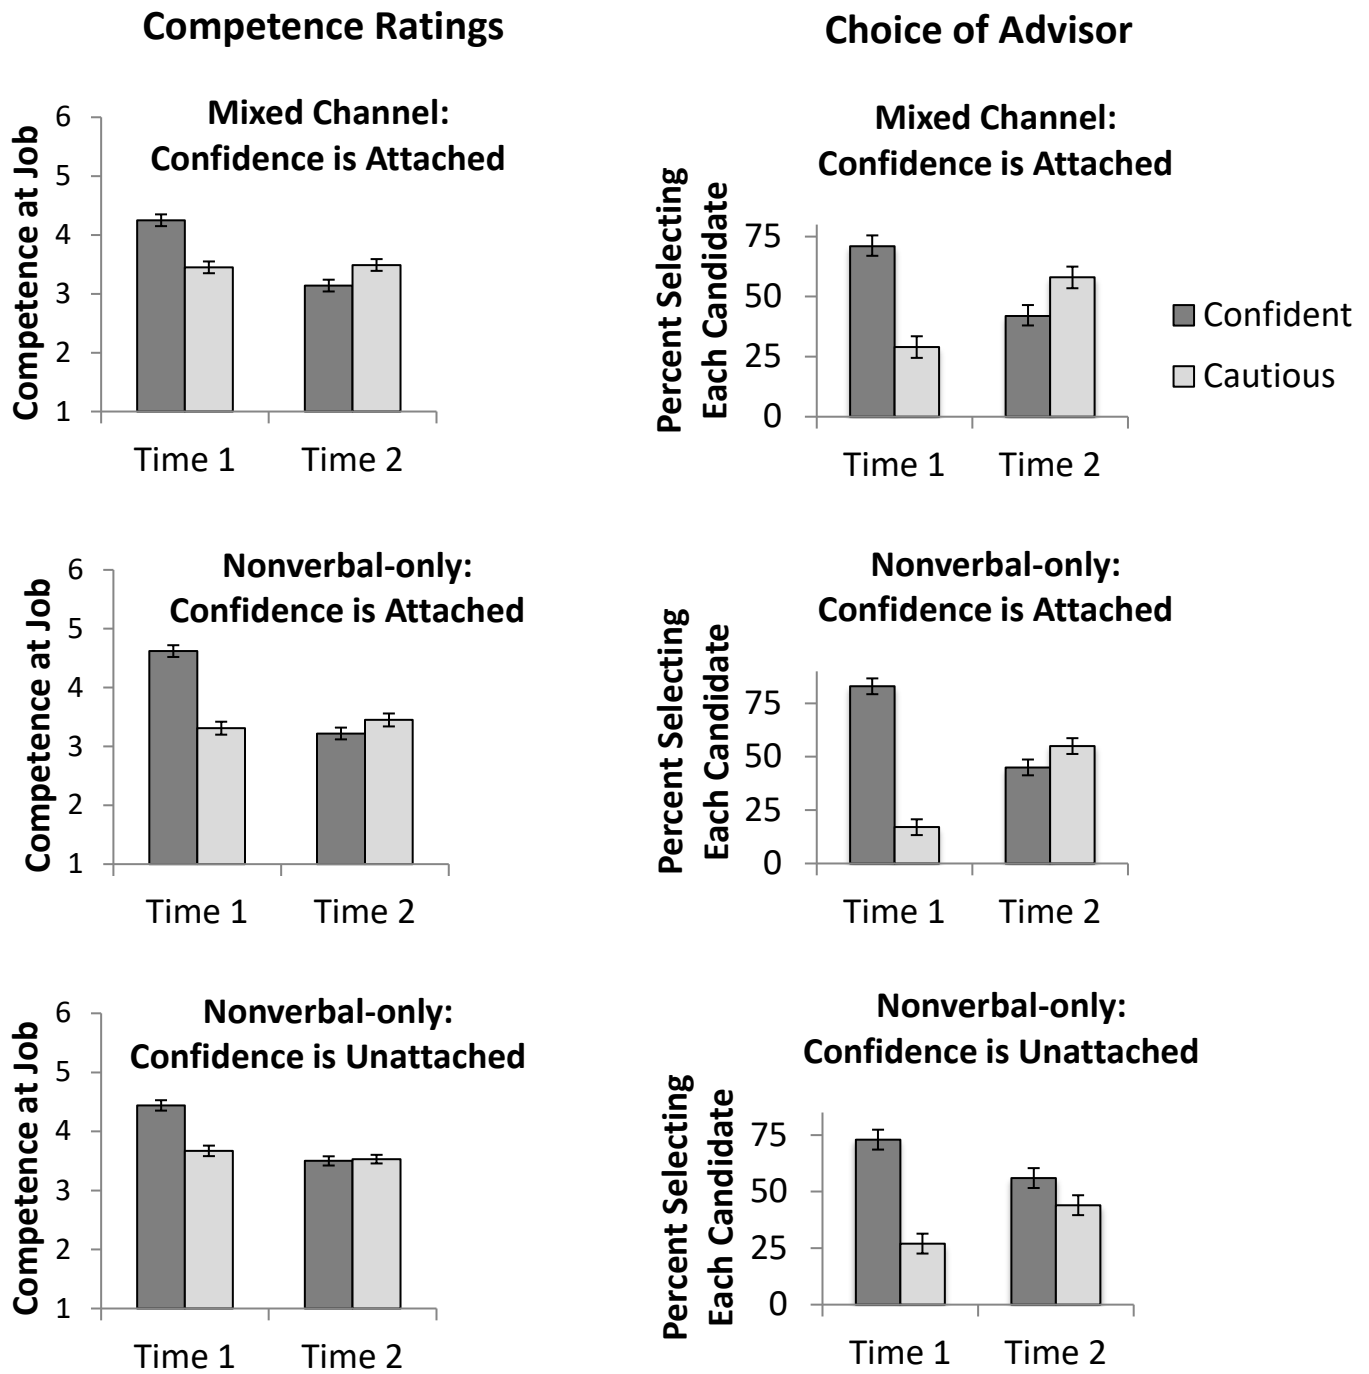 Competence Ratings
Choice of Advisor
Mixed Channel:
Confidence is Attached
Competence at Job
6
5
4
3
2
1
Time 1
Time 2
Mixed Channel:
Confidence is Attached
Percent Selecting
Each Candidate
75
50
25
0
Time 1
Time 2
Confident
Cautious
Nonverbal-only:
Confidence is Attached
Competence at Job
6
5
4
3
2
1
Time 1
Time 2
Nonverbal-only:
Confidence is Attached
Percent Selecting
Each Candidate
75
50
25
0
Time 1
Time 2
Nonverbal-only:
Confidence is Unattached
Competence at Job
6
5
4
3
2
1
Time 1
Time 2
Nonverbal-only:
Confidence is Unattached
Percent Selecting
Each Candidate
75
50
25
0
Time 1
Time 2